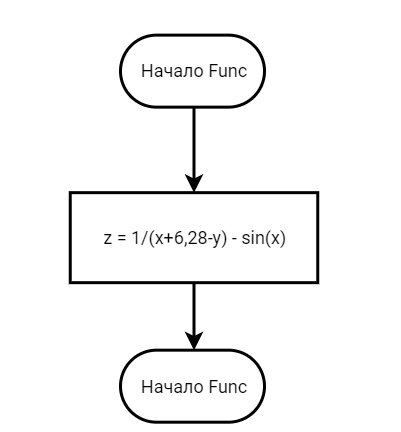 Начало Func
z = 1/(x+6,28-y) - sin(x)
Начало Func